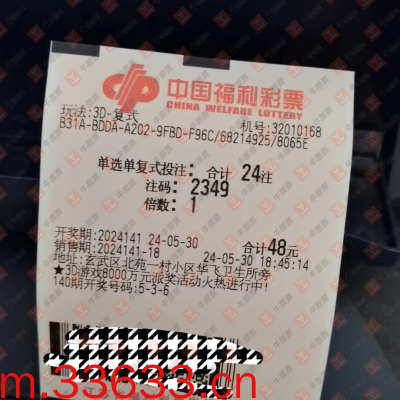 中国福利彩票
CHINA WELFARE LOTTERY
玩法:3D-复式 机号:32010168
B31A-BDDA-A202-9FBD-F96C/68214925/8065E
单选单复式投注: 合计 24注
注码: 2349
倍数: 1
开奖期:2024141 24-05-30 合计48元
销售期:2024141-18 24-05-30 18:45:14
地址:玄武区北苑一村小区华飞卫生所旁
★3D游戏8000万元派奖活动火热进行中!
140期开奖号码:5-3-6
m.33633.cn